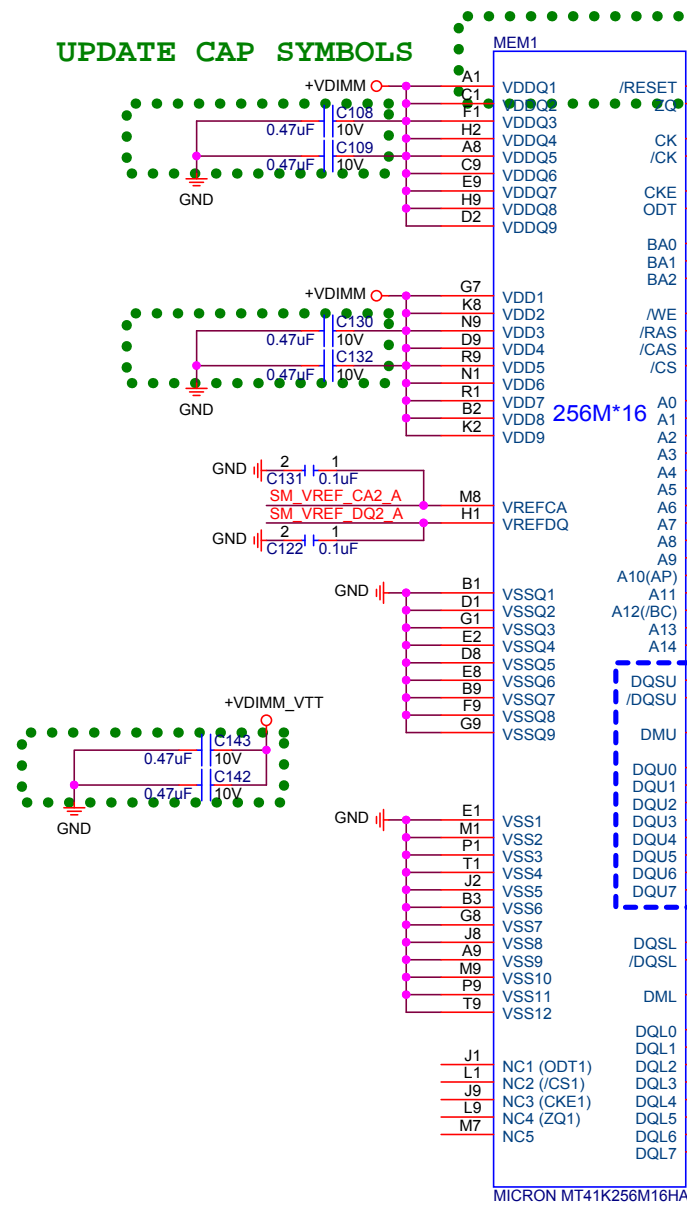 UPDATE CAP SYMBOLS
MEM1
+VDIMM
A1 VDDQ1 /RESET
C1 VDDQ2 ZQ
C108 F1 VDDQ3
0.47uF 10V H2 VDDQ4 CK
C109 A8 VDDQ5 /CK
0.47uF 10V C9 VDDQ6
E9 VDDQ7 CKE
GND H9 VDDQ8 ODT
D2 VDDQ9
BA0
BA1
BA2
+VDIMM G7 VDD1
K8 VDD2 /WE
C130 N9 VDD3 /RAS
0.47uF 10V D9 VDD4 /CAS
C132 R9 VDD5 /CS
0.47uF 10V N1 VDD6
R1 VDD7 A0
GND B2 VDD8 256M*16 A1
K2 VDD9 A2
A3
GND 2 1 A4
C131 0.1uF A5
SM_VREF_CA2_A M8 VREFCA A6
SM_VREF_DQ2_A H1 VREFDQ A7
GND 2 1 A8
C122 0.1uF A9
A10(AP)
GND B1 VSSQ1 A11
D1 VSSQ2 A12(/BC)
G1 VSSQ3 A13
E2 VSSQ4 A14
D8 VSSQ5
E8 VSSQ6 DQSU
B9 VSSQ7 /DQSU
+VDIMM_VTT F9 VSSQ8
G9 VSSQ9 DMU
C143
0.47uF 10V DQU0
C142 DQU1
0.47uF 10V DQU2
GND
GND E1 VSS1 DQU3
M1 VSS2 DQU4
P1 VSS3 DQU5
T1 VSS4 DQU6
J2 VSS5 DQU7
B3 VSS6
G8 VSS7
J8 VSS8 DQSL
A9 VSS9 /DQSL
M9 VSS10
P9 VSS11 DML
T9 VSS12
DQL0
DQL1
J1 NC1 (ODT1) DQL2
L1 NC2 (/CS1) DQL3
J9 NC3 (CKE1) DQL4
L9 NC4 (ZQ1) DQL5
M7 NC5 DQL6
DQL7
MICRON MT41K256M16HA